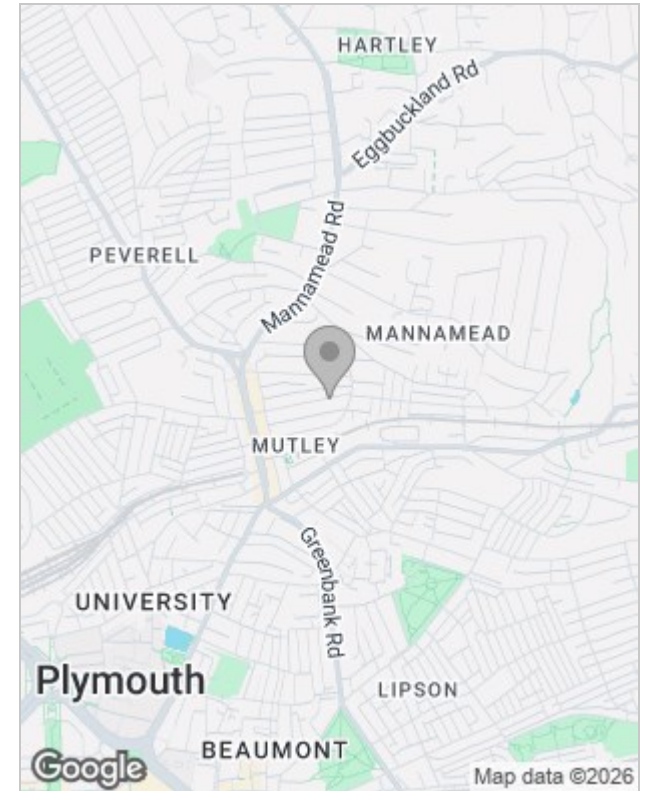 HARTLEY
Eggbuckland Rd
Mannamead Rd
PEVERELL
MANNAMEAD
MUTLEY
Greenbank Rd
UNIVERSITY
Plymouth
LIPSON
BEAUMONT
Google
Map data ©2026